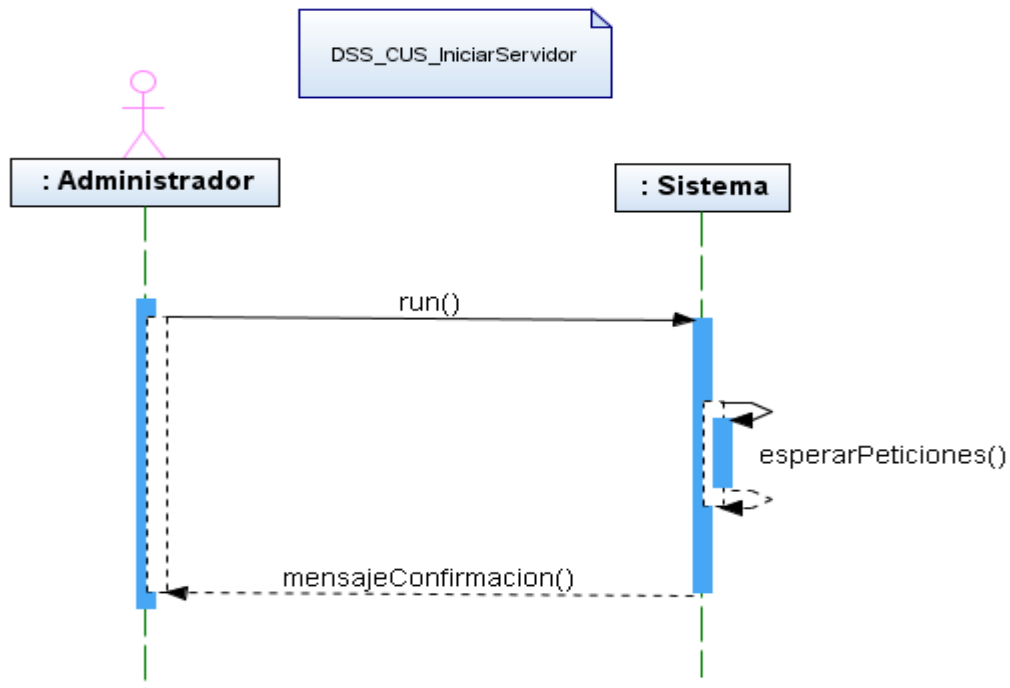 DSS_CUS_IniciarServidor
: Administrador
: Sistema
run()
esperarPeticiones()
mensajeConfirmacion()